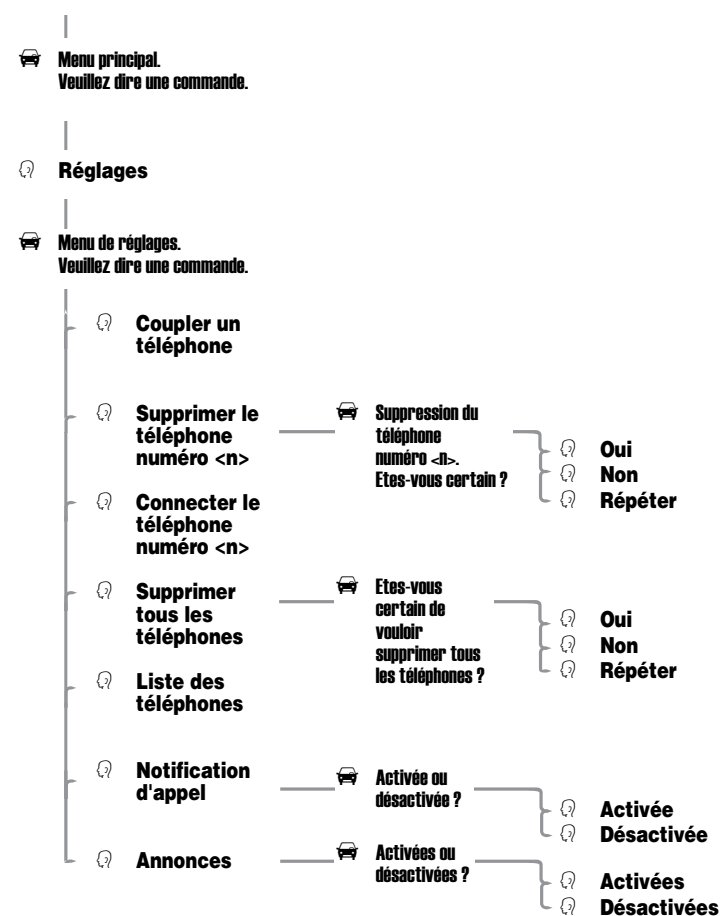 Menu principal.
Veuillez dire une commande.
Réglages
Menu de réglages.
Veuillez dire une commande.
Coupler un
téléphone
Supprimer le
téléphone
numéro <n>
Suppression du
téléphone
numéro <n>.
Etes-vous certain ?
Oui
Non
Répéter
Connecter le
téléphone
numéro <n>
Supprimer
tous les
téléphones
Etes-vous
certain de
vouloir
supprimer tous
les téléphones ?
Oui
Non
Répéter
Liste des
téléphones
Notification
d'appel
Activée ou
désactivée ?
Activée
Désactivée
Annonces
Activées ou
désactivées ?
Activées
Désactivées